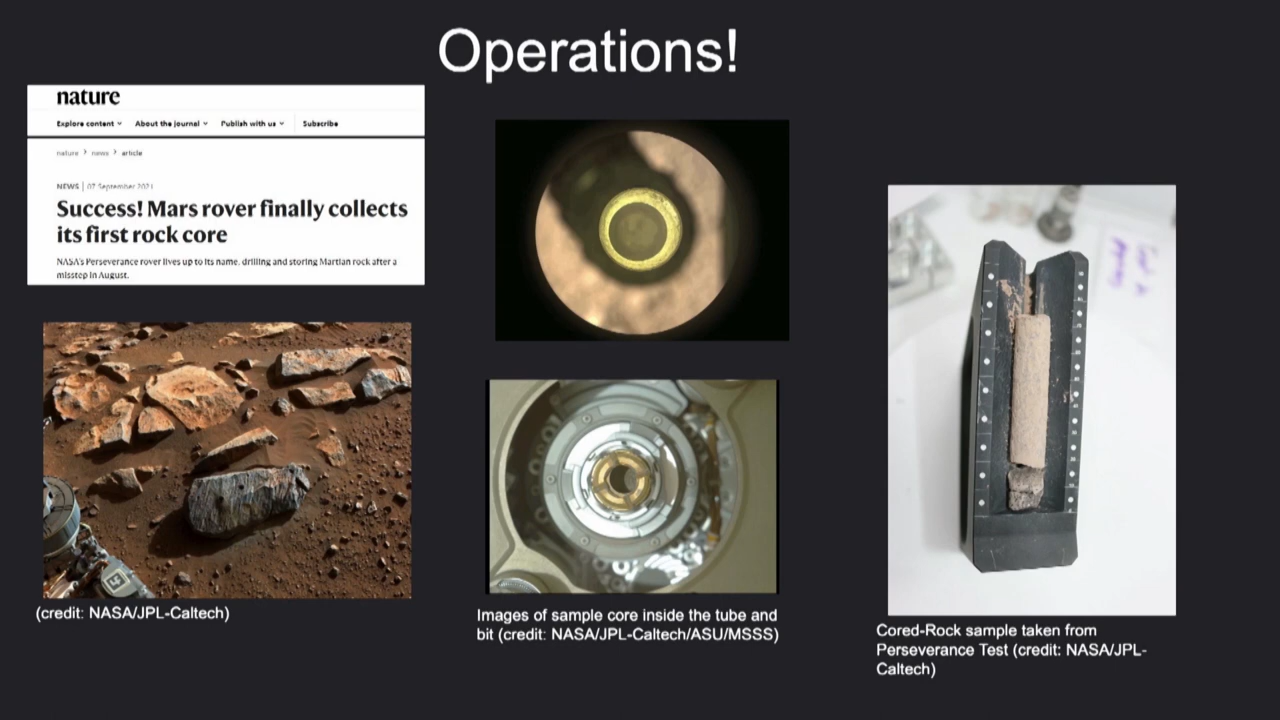 Operations!
nature
Explore content About the journal Publish with us Subscribe
nature > news > article
NEWS | 07 September 2021
Success! Mars rover finally collects
its first rock core
NASA's Perseverance rover lives up to its name, drilling and storing Martian rock after a
misstep in August.
(credit: NASA/JPL-Caltech)
Images of sample core inside the tube and
bit (credit: NASA/JPL-Caltech/ASU/MSSS)
Cored-Rock sample taken from
Perseverance Test (credit: NASA/JPL-
Caltech)